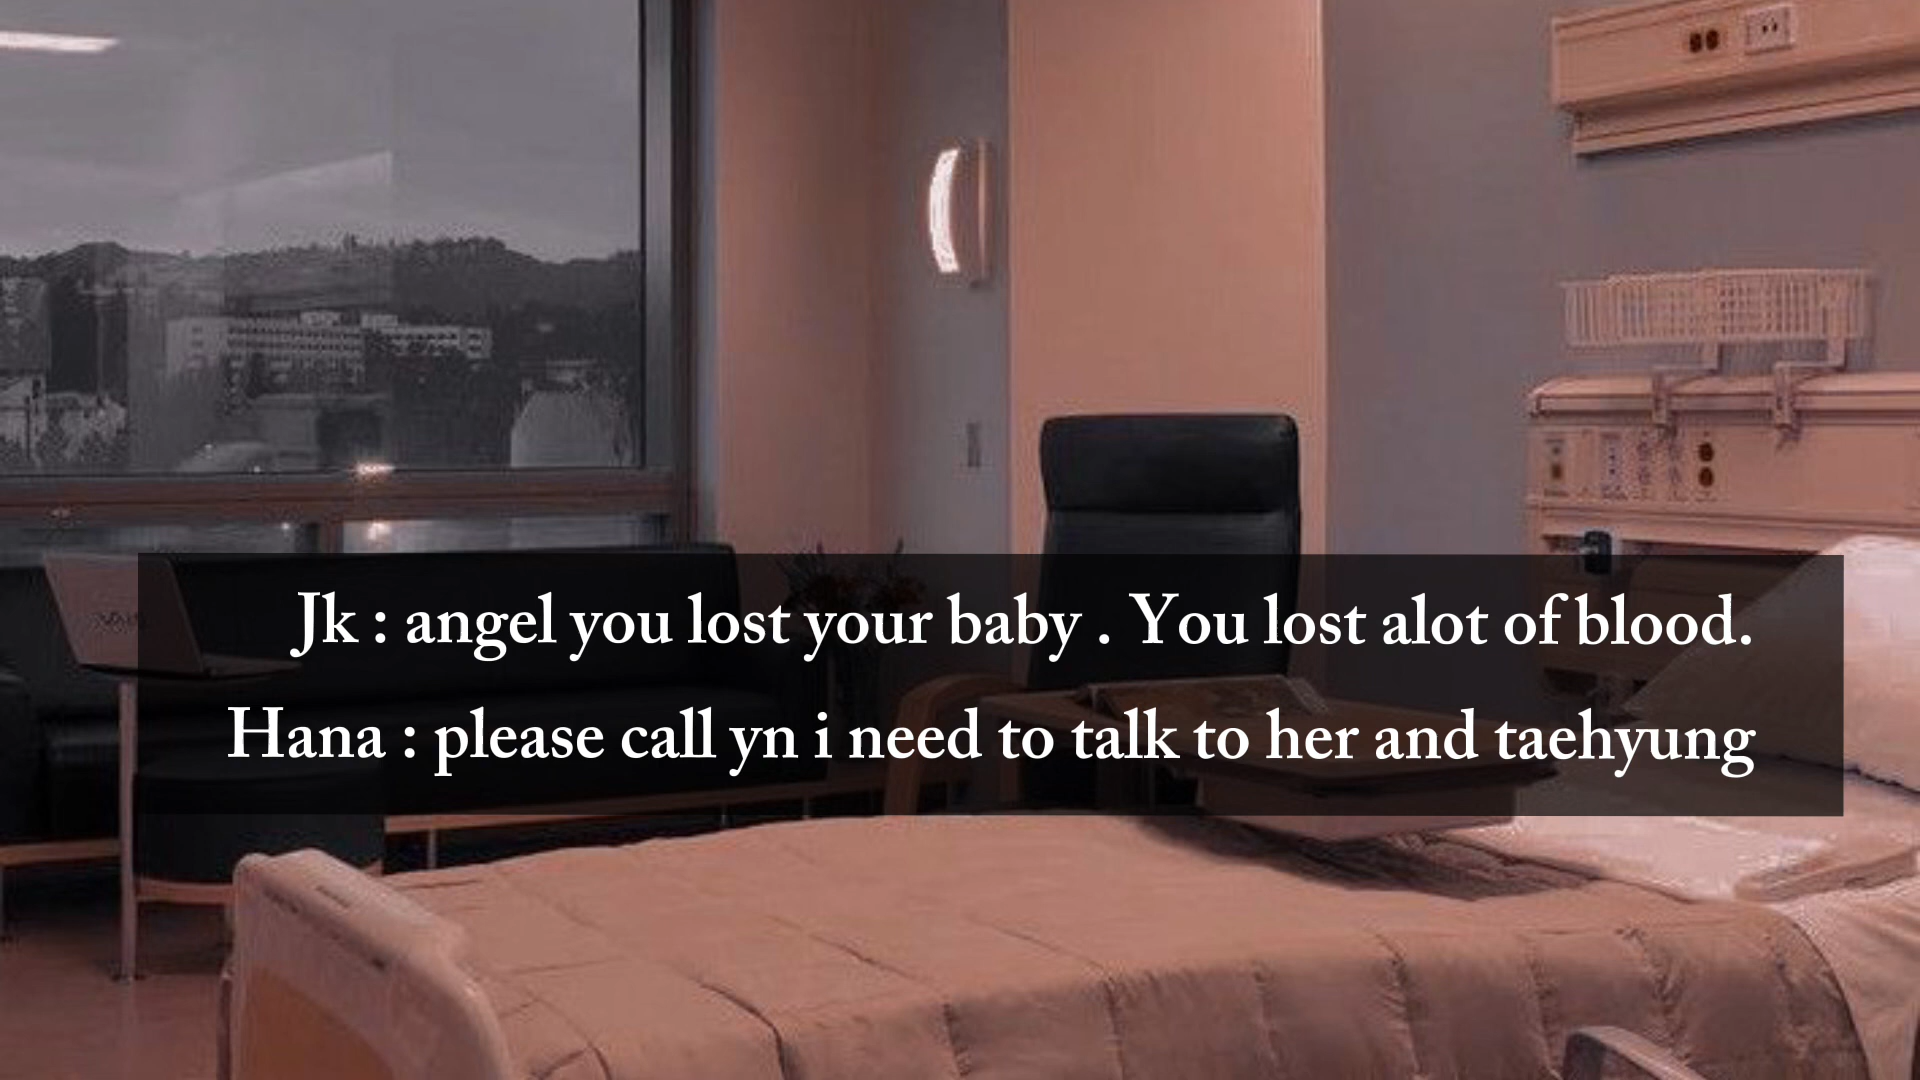 Jk : angel you lost your baby . You lost alot of blood.
Hana : please call yn i need to talk to her and taehyung